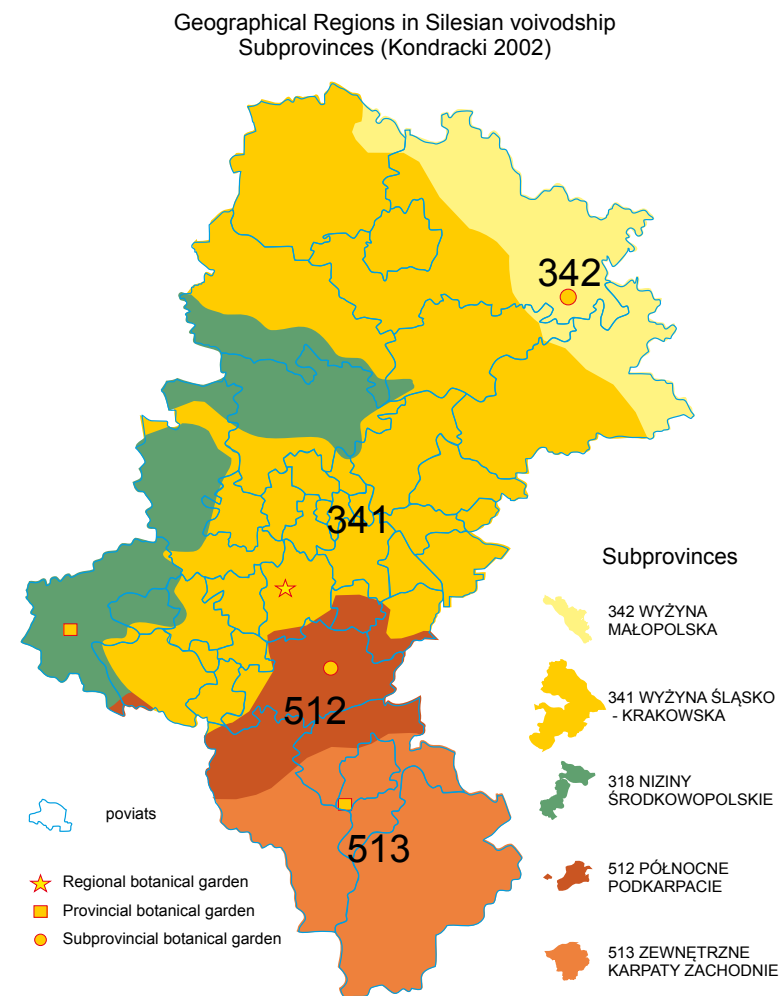 Geographical Regions in Silesian voivodship
Subprovinces (Kondracki 2002)
342
341
512
513
Subprovinces
342 WYŻYNA
MAŁOPOLSKA
341 WYŻYNA ŚLĄSKO
- KRAKOWSKA
318 NIZINY
ŚRODKOWOPOLSKIE
512 PÓŁNOCNE
PODKARPACIE
513 ZEWNĘTRZNE
KARPATY ZACHODNIE
poviats
Regional botanical garden
Provincial botanical garden
Subprovincial botanical garden